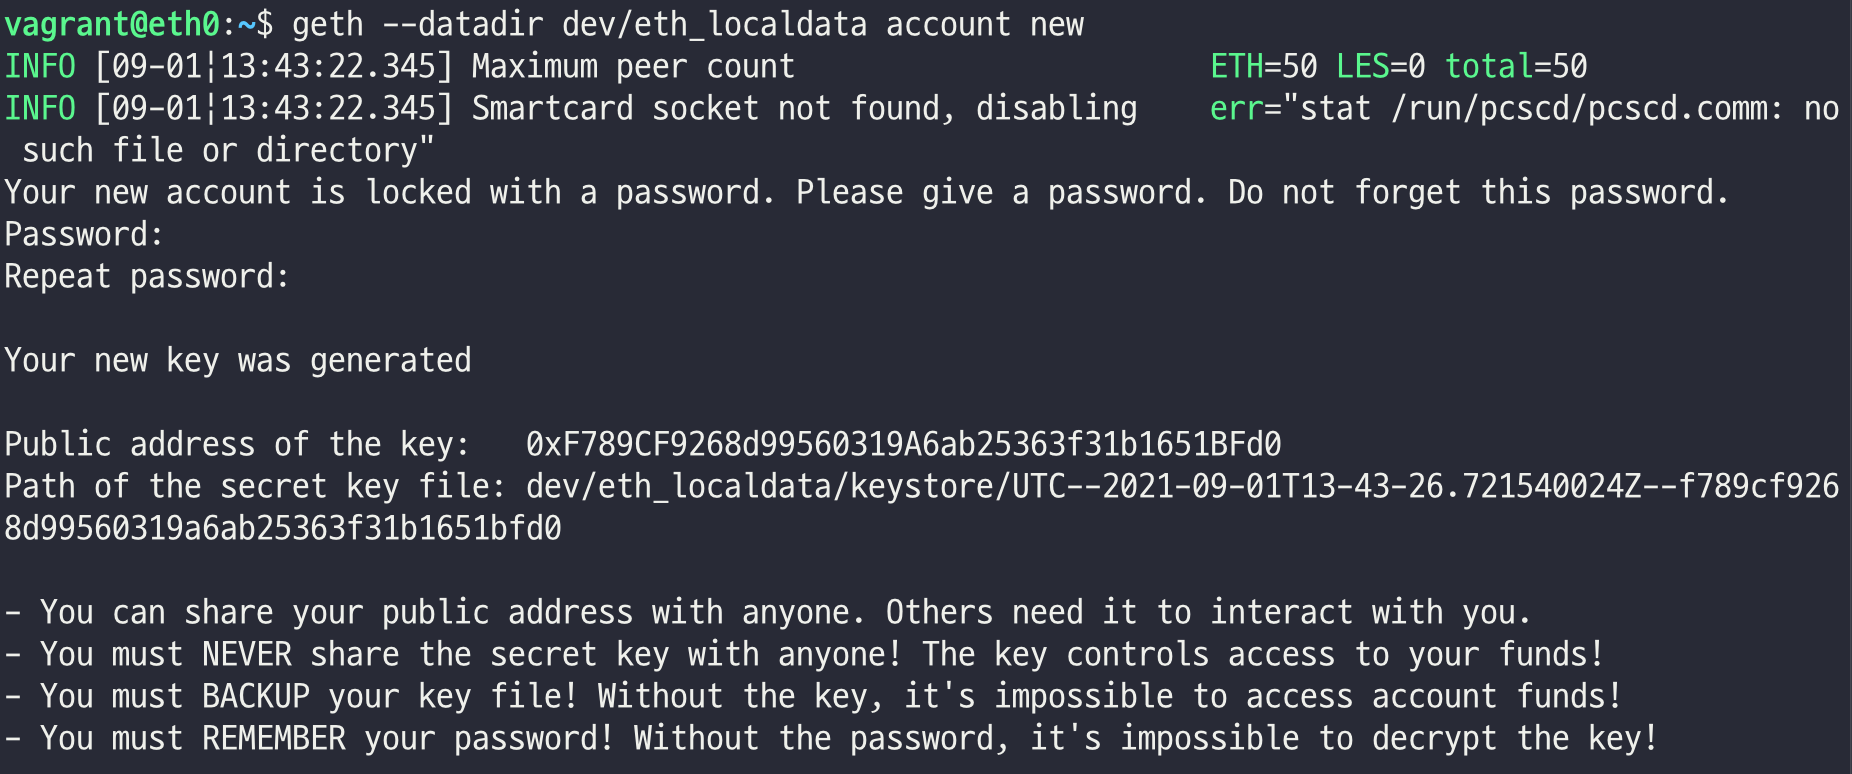 vagrant@eth0:~$ geth --datadir dev/eth_localdata account new
INFO [09-01|13:43:22.345] Maximum peer count                       ETH=50 LES=0 total=50
INFO [09-01|13:43:22.345] Smartcard socket not found, disabling    err="stat /run/pcscd/pcscd.comm: no
 such file or directory"
Your new account is locked with a password. Please give a password. Do not forget this password.
Password:
Repeat password:

Your new key was generated

Public address of the key:   0xF789CF9268d99560319A6ab25363f31b1651BFd0
Path of the secret key file: dev/eth_localdata/keystore/UTC--2021-09-01T13-43-26.721540024Z--f789cf926
8d99560319a6ab25363f31b1651bfd0

- You can share your public address with anyone. Others need it to interact with you.
- You must NEVER share the secret key with anyone! The key controls access to your funds!
- You must BACKUP your key file! Without the key, it's impossible to access account funds!
- You must REMEMBER your password! Without the password, it's impossible to decrypt the key!